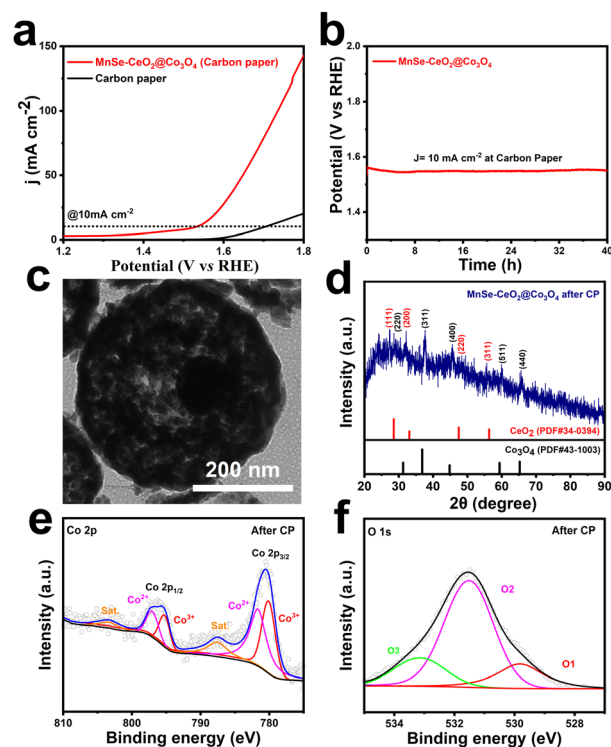 a
150
100
50
0
j (mA cm-2)
MnSe-CeO2@Co3O4 (Carbon paper)
Carbon paper
@10mA cm-2
1.2 1.4 1.6 1.8
Potential (V vs RHE)
b
2.0
1.8
1.6
1.4
Potential (V vs RHE)
MnSe-CeO2@Co3O4
J= 10 mA cm-2 at Carbon Paper
0 8 16 24 32 40
Time (h)
c
200 nm
d
Intensity (a.u.)
MnSe-CeO2@Co3O4 after CP
(111)
(220)
(200)
(311)
(400)
(220)
(311)
(511)
(440)
CeO2 (PDF#34-0394)
Co3O4 (PDF#43-1003)
20 30 40 50 60 70 80 90
2θ (degree)
e
Intensity (a.u.)
Co 2p
After CP
Co 2p3/2
Co 2p1/2
Co2+
Co2+
Co3+
Co3+
Sat.
Sat.
810 800 790 780
Binding energy (eV)
f
Intensity (a.u.)
O 1s
After CP
O2
O3
O1
534 531 528
Binding energy (eV)